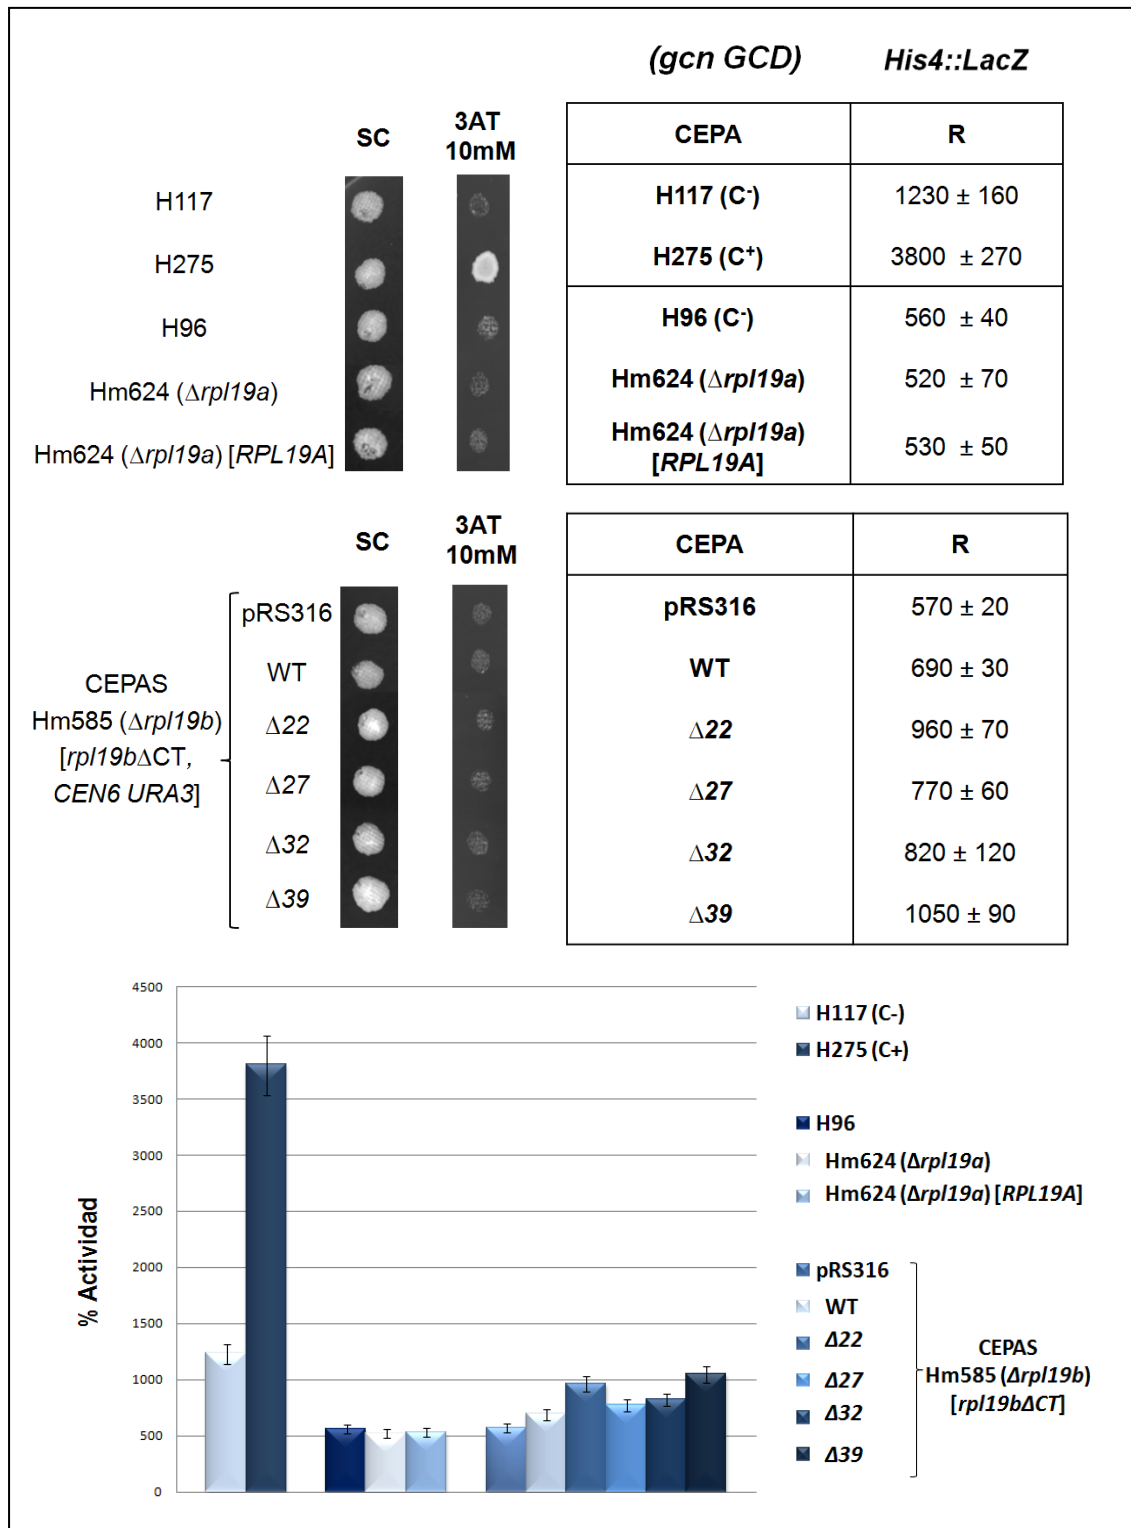 (gcn GCD) His4::LacZ
SC 3AT 10mM CEPA R
H117 H117 (C-) 1230 ± 160
H275 H275 (C+) 3800 ± 270
H96 H96 (C-) 560 ± 40
Hm624 (Δrpl19a) Hm624 (Δrpl19a) 520 ± 70
Hm624 (Δrpl19a) [RPL19A] Hm624 (Δrpl19a) [RPL19A] 530 ± 50
SC 3AT 10mM CEPA R
CEPAS
Hm585 (Δrpl19b)
[rpl19bΔCT,
CEN6 URA3]
pRS316 pRS316 570 ± 20
WT WT 690 ± 30
Δ22 Δ22 960 ± 70
Δ27 Δ27 770 ± 60
Δ32 Δ32 820 ± 120
Δ39 Δ39 1050 ± 90
% Actividad
4500
4000
3500
3000
2500
2000
1500
1000
500
0
H117 (C-)
H275 (C+)
H96
Hm624 (Δrpl19a)
Hm624 (Δrpl19a) [RPL19A]
pRS316
WT
Δ22
Δ27
Δ32
Δ39
CEPAS
Hm585 (Δrpl19b)
[rpl19bΔCT]